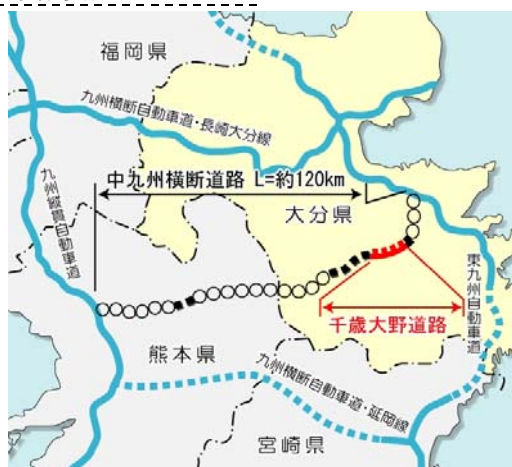 福岡県
九州横断自動車道・長崎大分線
中九州横断道路 L=約120km
九州縦貫自動車道
大分県
東九州自動車道
千歳大野道路
熊本県
九州横断自動車道・延岡線
宮崎県